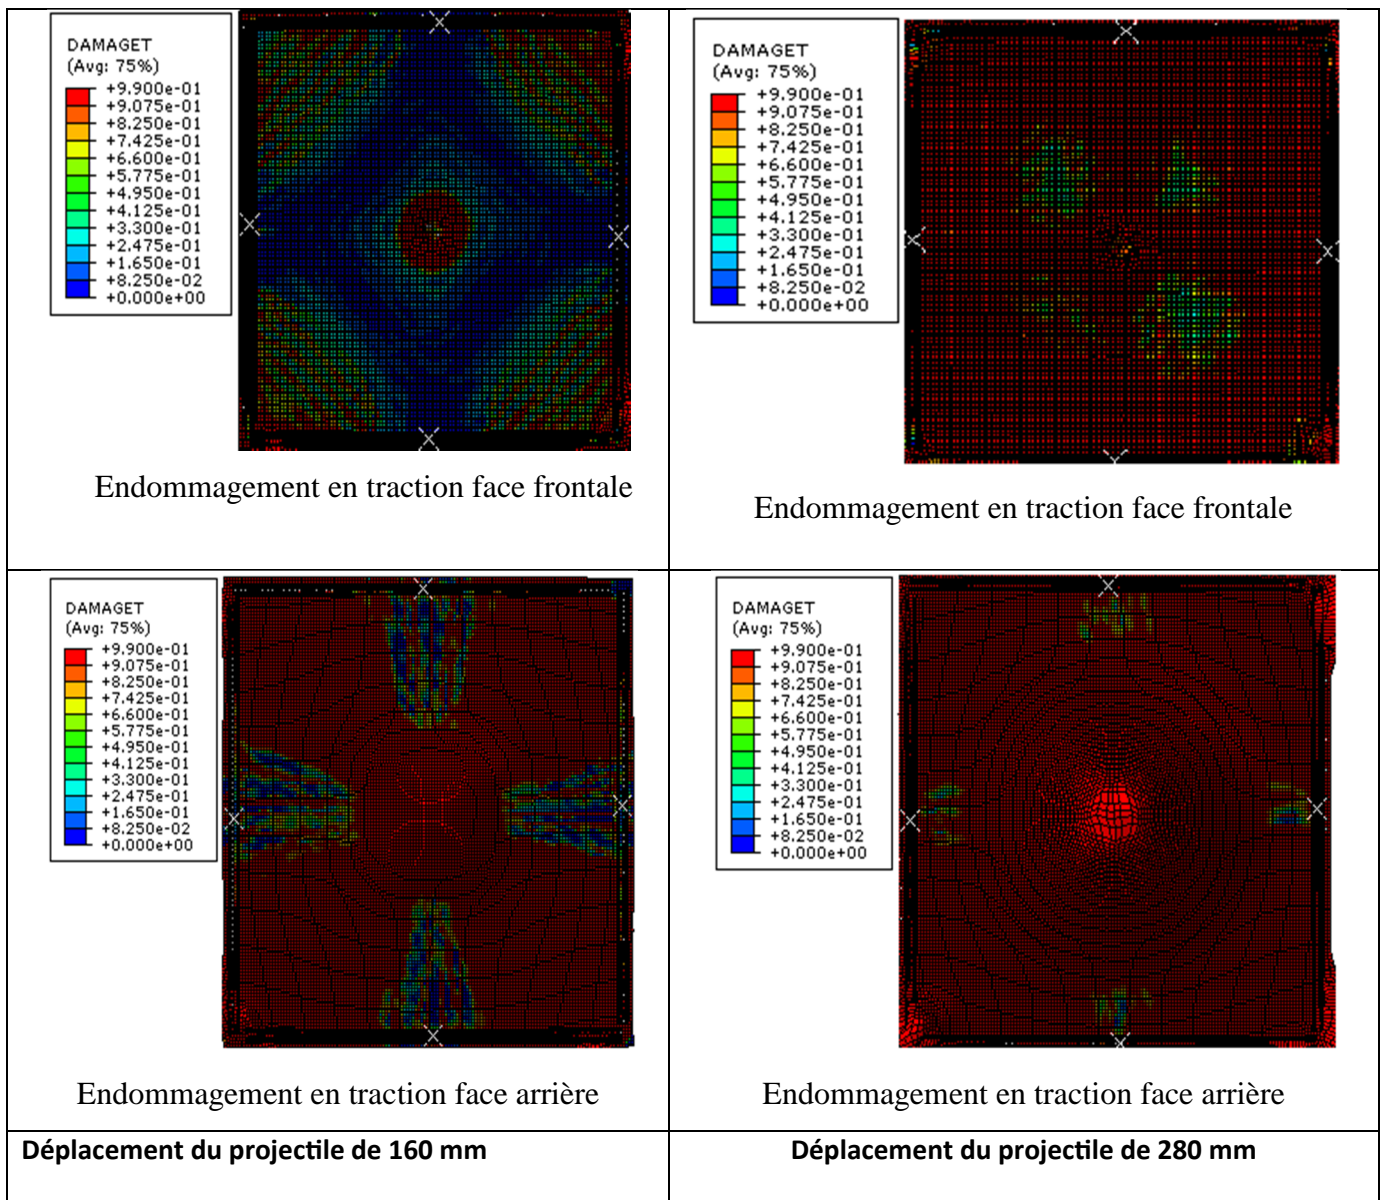 DAMAGET
(Avg: 75%)
+9.900e-01
+9.075e-01
+8.250e-01
+7.425e-01
+6.600e-01
+5.775e-01
+4.950e-01
+4.125e-01
+3.300e-01
+2.475e-01
+1.650e-01
+8.250e-02
+0.000e+00
Endommagement en traction face frontale
DAMAGET
(Avg: 75%)
+9.900e-01
+9.075e-01
+8.250e-01
+7.425e-01
+6.600e-01
+5.775e-01
+4.950e-01
+4.125e-01
+3.300e-01
+2.475e-01
+1.650e-01
+8.250e-02
+0.000e+00
Endommagement en traction face frontale
DAMAGET
(Avg: 75%)
+9.900e-01
+9.075e-01
+8.250e-01
+7.425e-01
+6.600e-01
+5.775e-01
+4.950e-01
+4.125e-01
+3.300e-01
+2.475e-01
+1.650e-01
+8.250e-02
+0.000e+00
Endommagement en traction face arrière
DAMAGET
(Avg: 75%)
+9.900e-01
+9.075e-01
+8.250e-01
+7.425e-01
+6.600e-01
+5.775e-01
+4.950e-01
+4.125e-01
+3.300e-01
+2.475e-01
+1.650e-01
+8.250e-02
+0.000e+00
Endommagement en traction face arrière
Déplacement du projectile de 160 mm
Déplacement du projectile de 280 mm